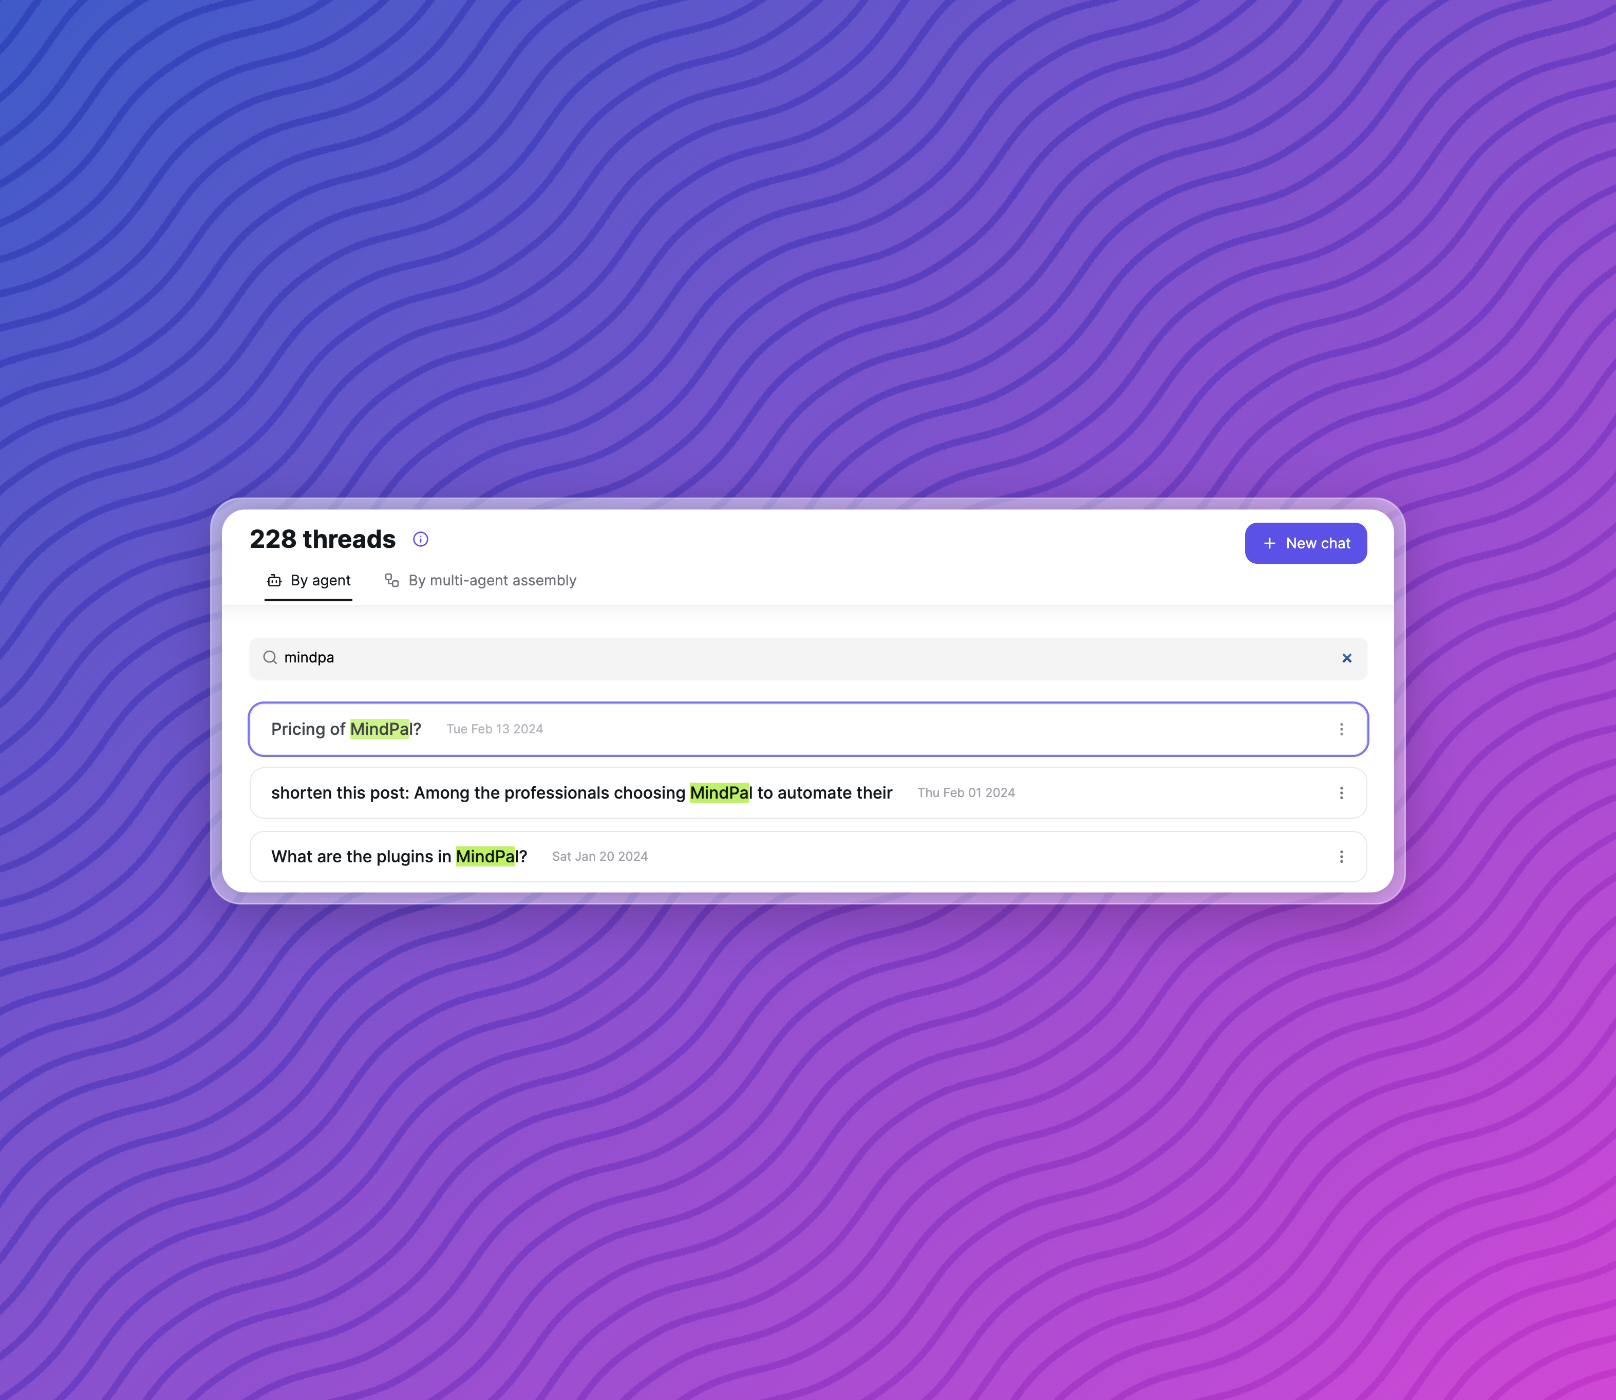 228 threads
New chat
By agent
By multi-agent assembly
mindpa
Pricing of MindPal? Tue Feb 13 2024
shorten this post: Among the professionals choosing MindPal to automate their Thu Feb 01 2024
What are the plugins in MindPal? Sat Jan 20 2024